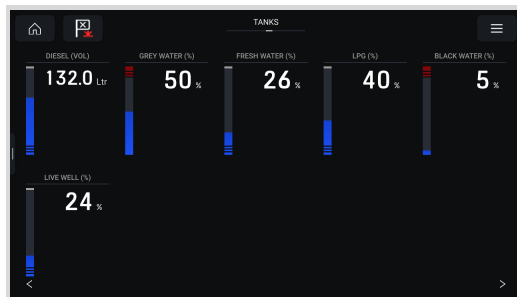 TANKS
DIESEL (VOL)
132.0 Ltr
GREY WATER (%)
50 %
FRESH WATER (%)
26 %
LPG (%)
40 %
BLACK WATER (%)
5 %
LIVE WELL (%)
24 %